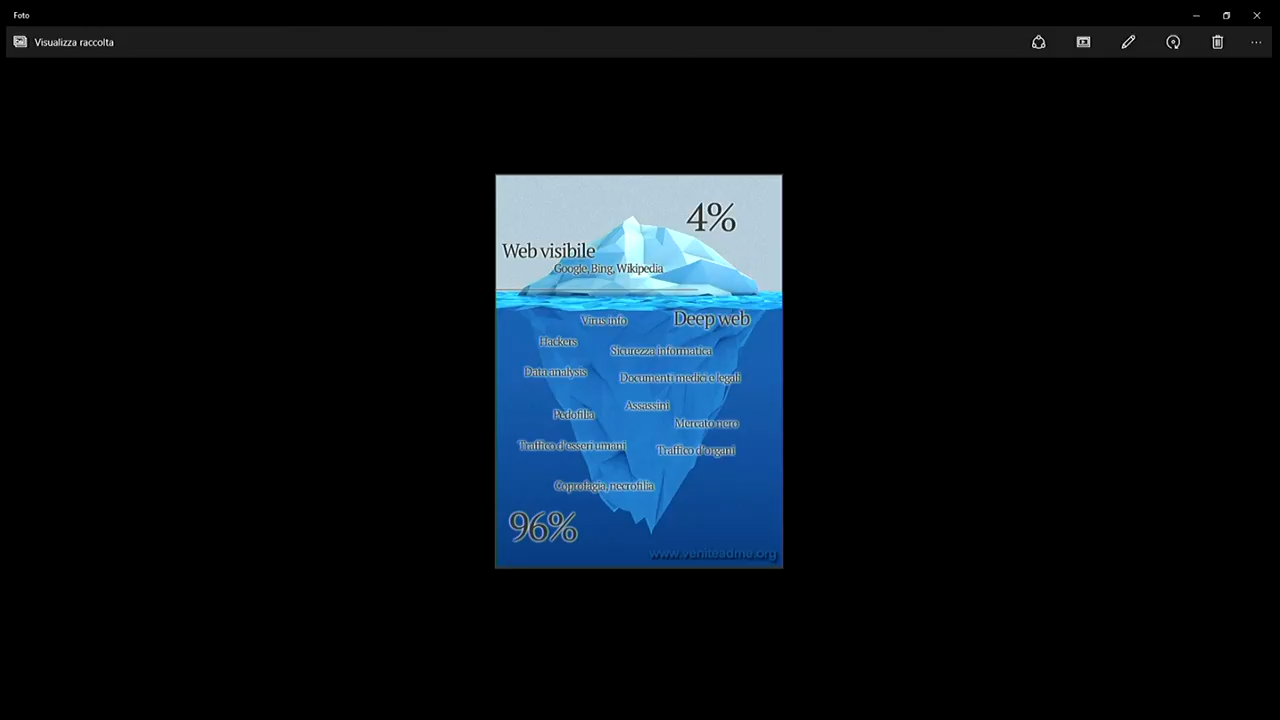 Foto
Visualizza raccolta
4%
Web visibile
Google, Bing, Wikipedia
Virus info
Deep web
Hackers
Sicurezza informatica
Data analysis
Documenti medici e legali
Assassini
Pedofilia
Mercato nero
Traffico d'esseri umani
Traffico d'organi
Coprofagia, necrofilia
96%
www.veniteadme.org